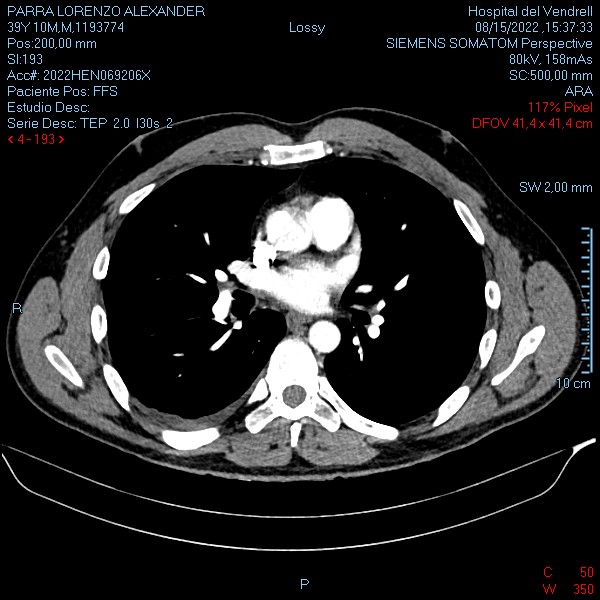 PARRA LORENZO ALEXANDER
39Y 10M,M,1193774
Pos:200,00 mm
SI:193
Acc#: 2022HEN069206X
Paciente Pos: FFS
Estudio Desc:
Serie Desc: TEP 2.0 I30s 2
< 4 - 193 >
Lossy
Hospital del Vendrell
08/15/2022 ,15:37:33
SIEMENS SOMATOM Perspective
80kV, 158mAs
SC:500,00 mm
ARA
117% Pixel
DFOV 41,4 x 41,4 cm
SW 2,00 mm
R
10 cm
P
C 50
W 350